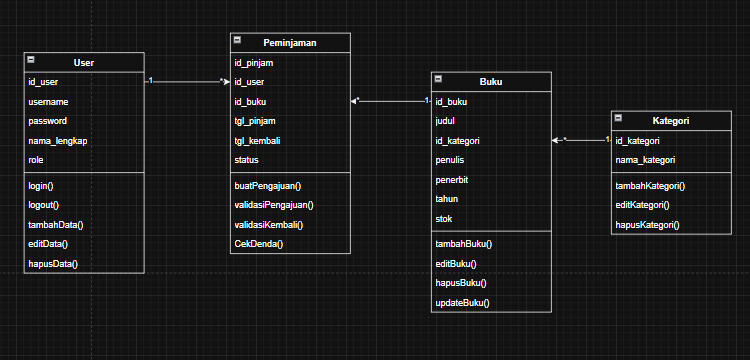 User
id_user
username
password
nama_lengkap
role
login()
logout()
tambahData()
editData()
hapusData()
1
*
Peminjaman
id_pinjam
id_user
id_buku
tgl_pinjam
tgl_kembali
status
buatPengajuan()
validasiPengajuan()
validasiKembali()
CekDenda()
*
1
Buku
id_buku
judul
id_kategori
penulis
penerbit
tahun
stok
tambahBuku()
editBuku()
hapusBuku()
updateBuku()
*
1
Kategori
id_kategori
nama_kategori
tambahKategori()
editKategori()
hapusKategori()